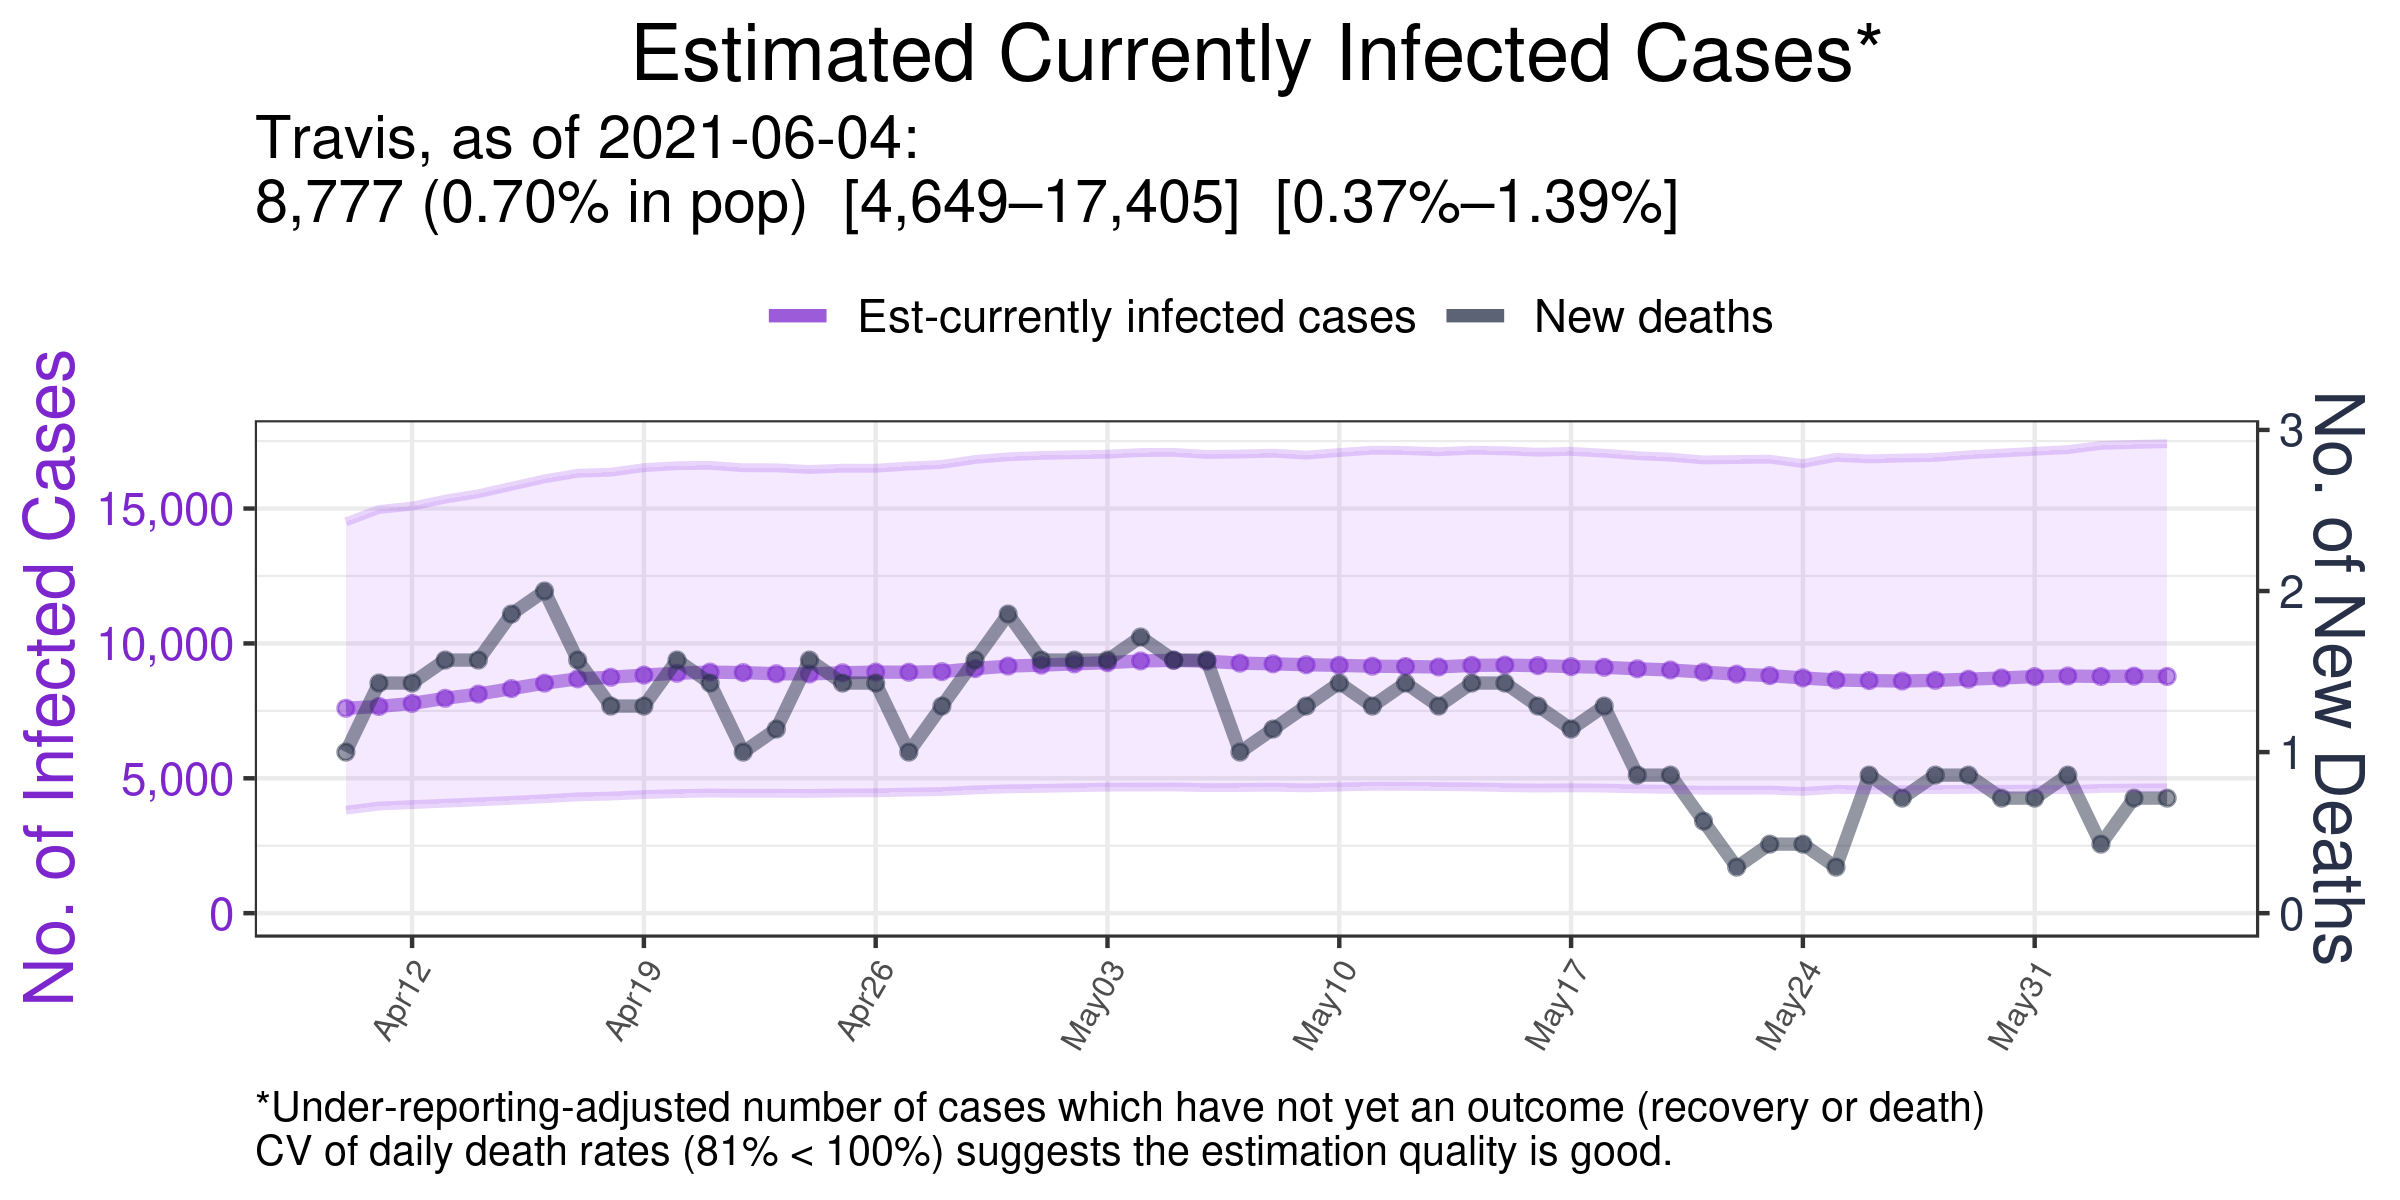 Estimated Currently Infected Cases*
Travis, as of 2021-06-04:
8,777 (0.70% in pop)  [4,649–17,405]  [0.37%–1.39%]
Est-currently infected cases
New deaths
No. of Infected Cases
15,000
10,000
5,000
0
3
2
1
0
No. of New Deaths
Apr12
Apr19
Apr26
May03
May10
May17
May24
May31
*Under-reporting-adjusted number of cases which have not yet an outcome (recovery or death)
CV of daily death rates (81% < 100%) suggests the estimation quality is good.